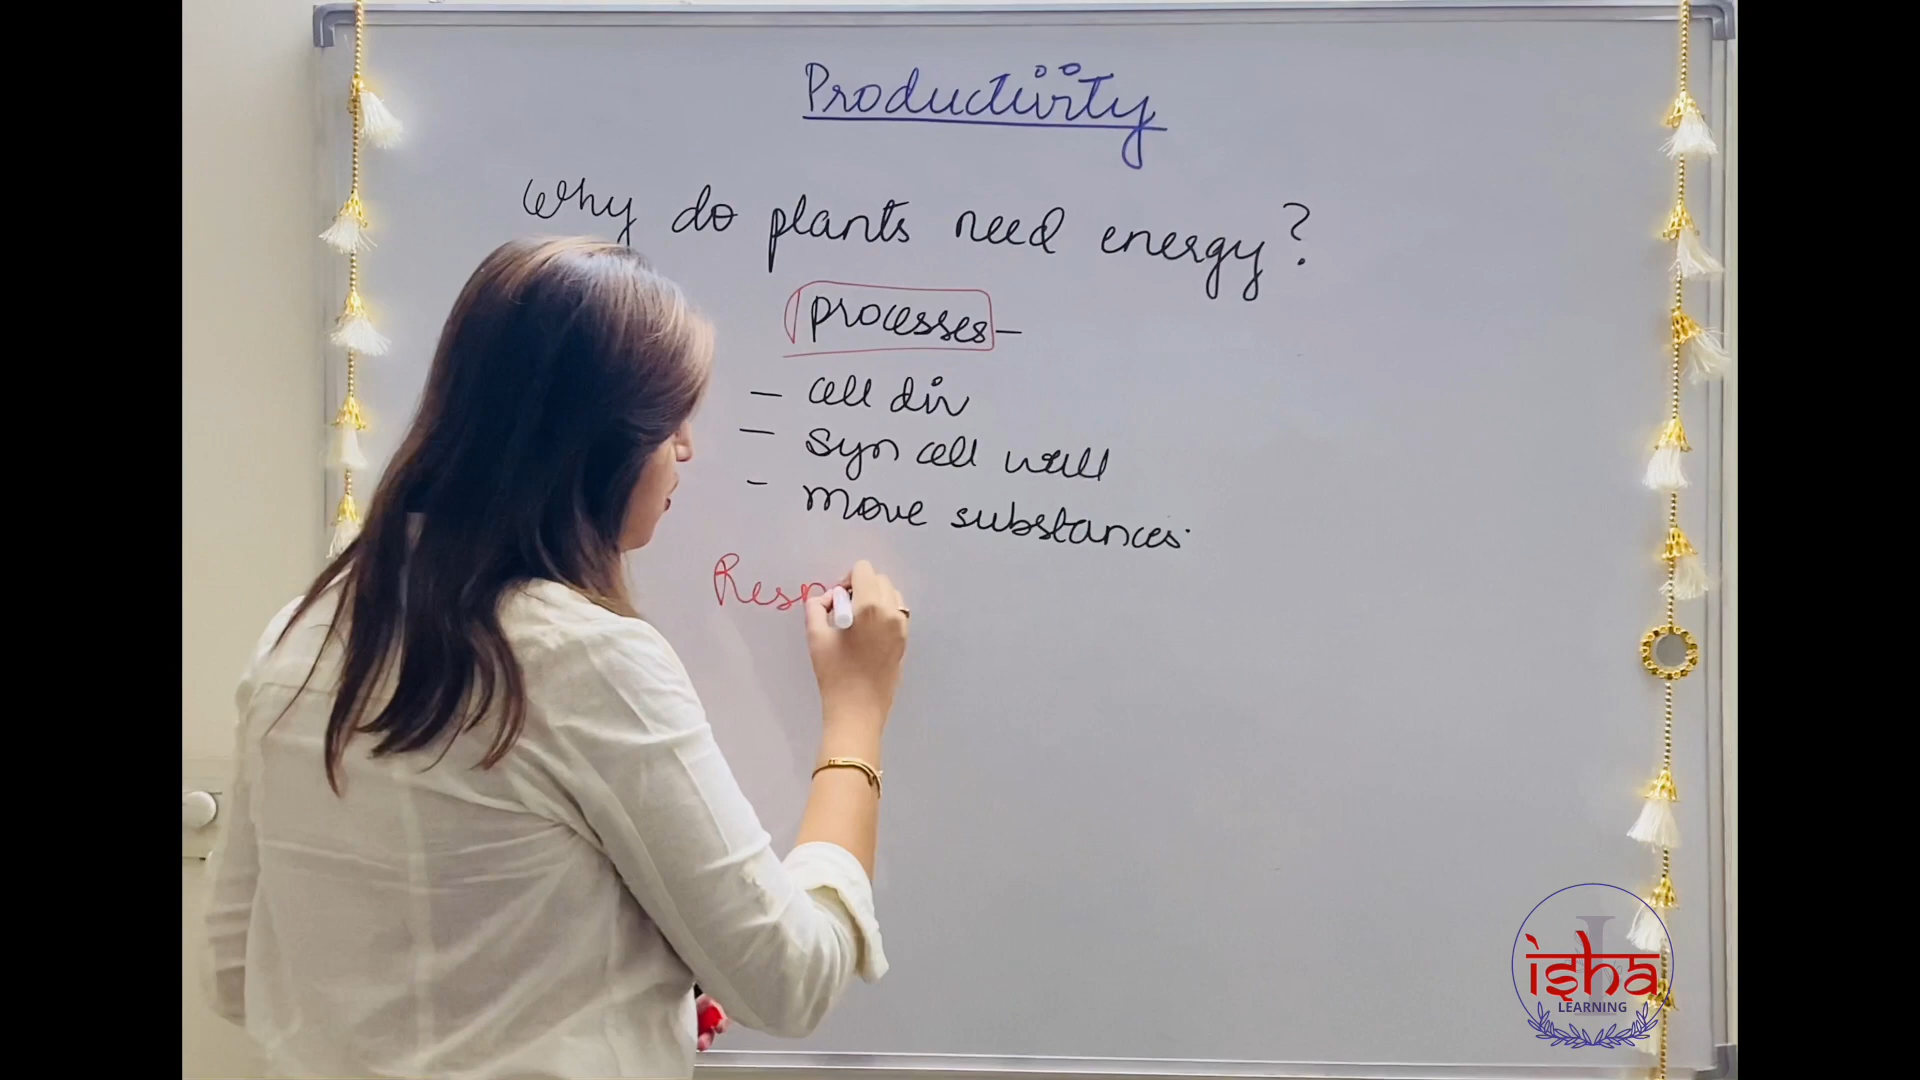 Productivity
Why do plants need energy?
processes-
- cell div
- syn cell wall
- move substances.
Resp
isha
LEARNING